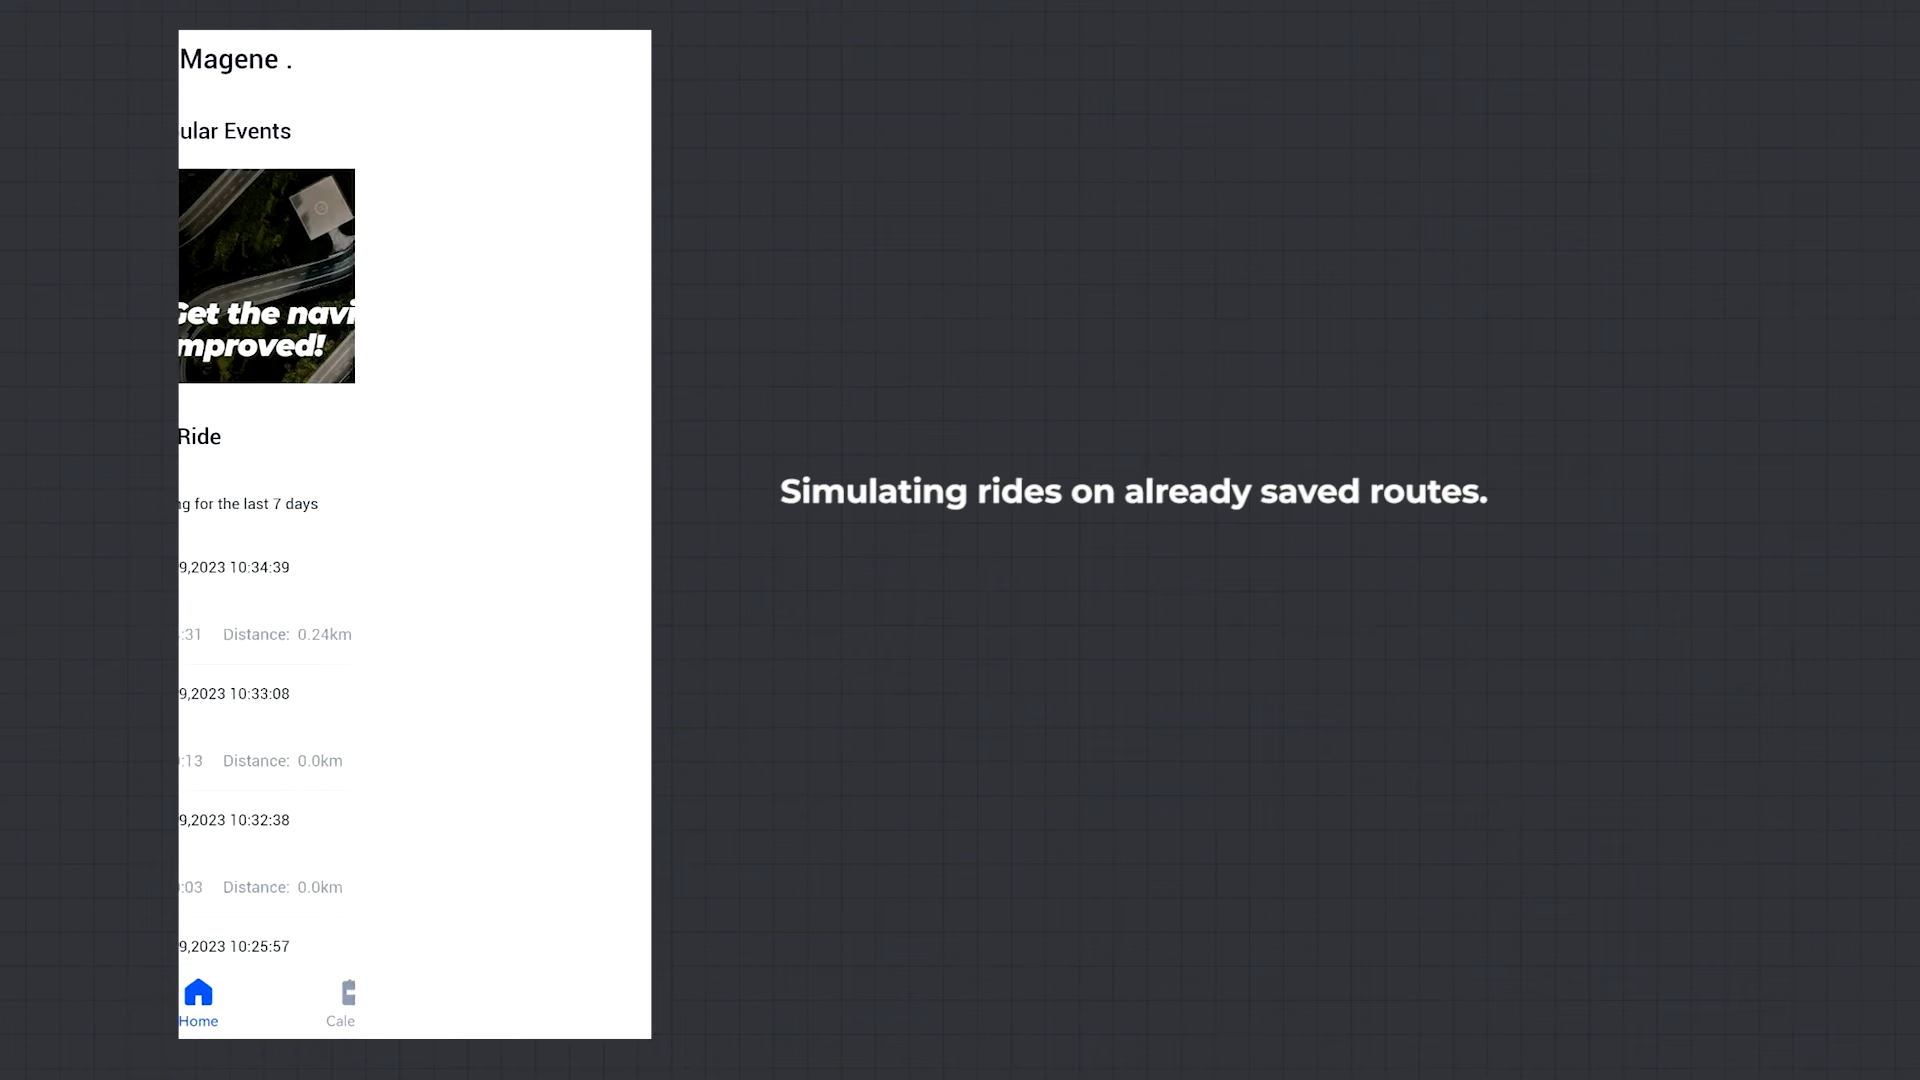 Magene .
ular Events
Get the navi
mproved!
Ride
ng for the last 7 days
9,2023 10:34:39
:31 Distance: 0.24km
9,2023 10:33:08
:13 Distance: 0.0km
9,2023 10:32:38
:03 Distance: 0.0km
9,2023 10:25:57
Home Cale
Simulating rides on already saved routes.